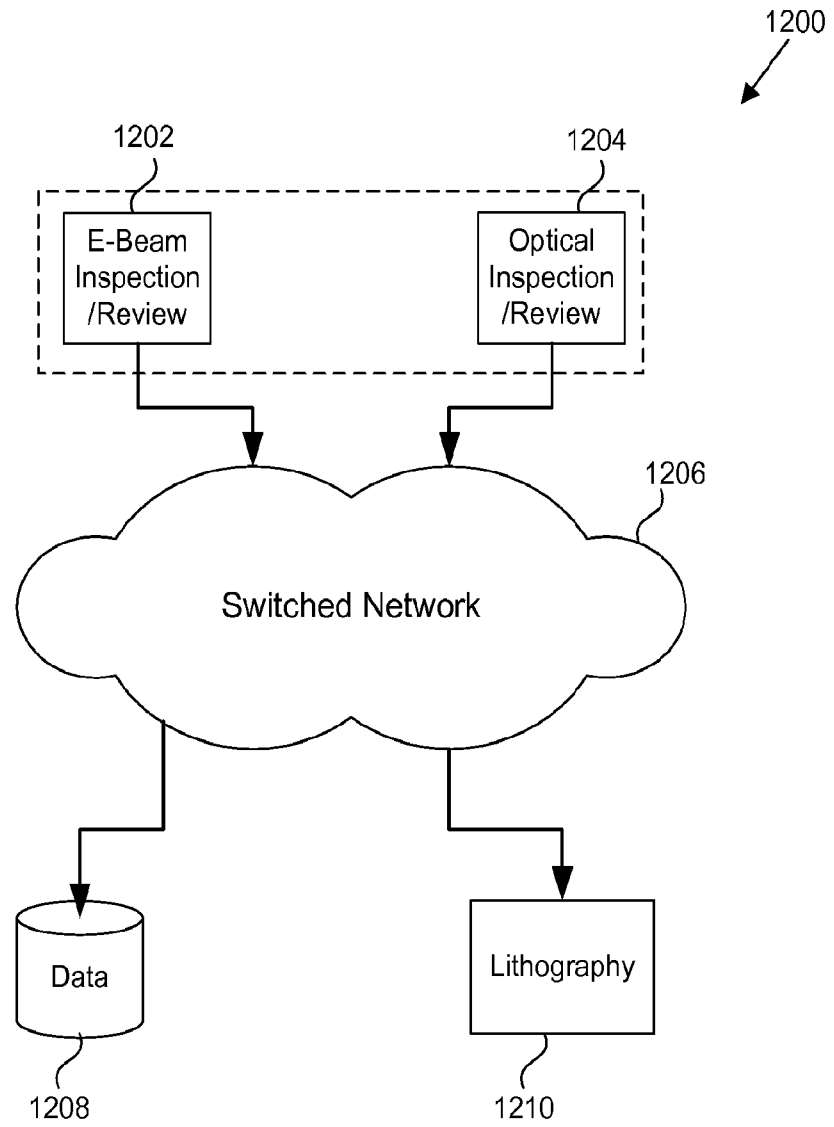 1200
1202
1204
E-Beam
Inspection
/Review
Optical
Inspection
/Review
1206
Switched Network
Data
Lithography
1208
1210